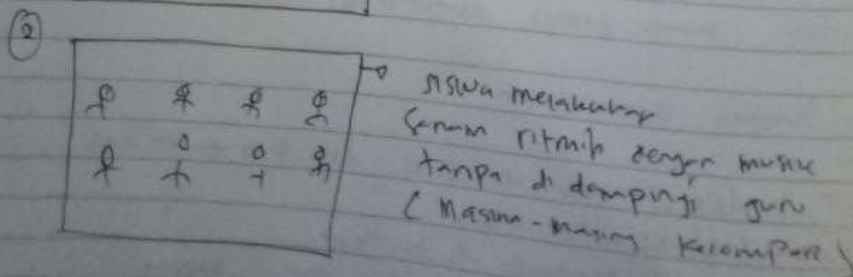 2
siswa melakukan
senam ritmik dengan musik
tanpa di dampingi guru
(Masing-masing Kelompok)